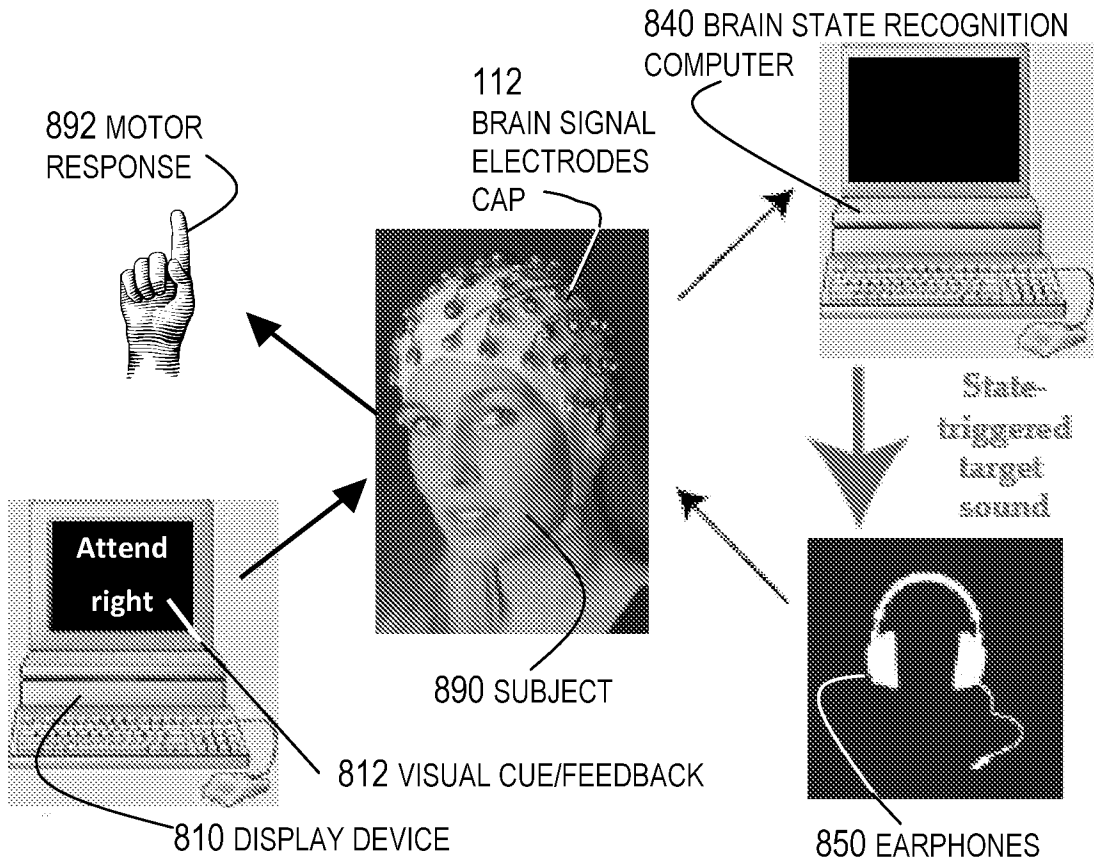 840 BRAIN STATE RECOGNITION
COMPUTER
112
BRAIN SIGNAL
ELECTRODES
CAP
892 MOTOR
RESPONSE
State-
triggered
target
sound
Attend
right
890 SUBJECT
812 VISUAL CUE/FEEDBACK
810 DISPLAY DEVICE
850 EARPHONES